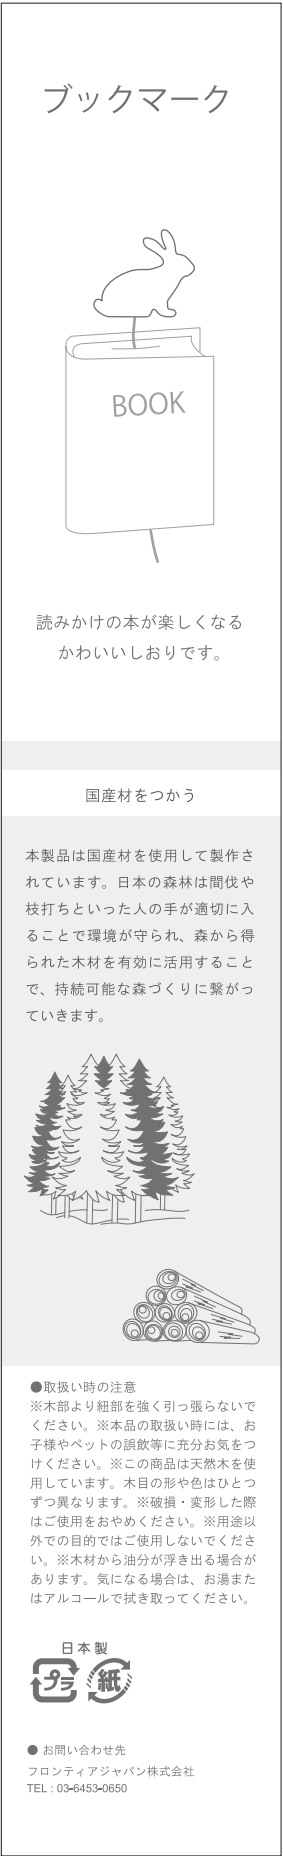 ブックマーク
BOOK
読みかけの本が楽しくなる
かわいいしおりです。
国産材をつかう
本製品は国産材を使用して製作さ
れています。日本の森林は間伐や
枝打ちといった人の手が適切に入
ることで環境が守られ、森から得
られた木材を有効に活用すること
で、持続可能な森づくりに繋がっ
ていきます。
●取扱い時の注意
※木部より紐部を強く引っ張らないで
ください。※本品の取扱い時には、お
子様やペットの誤飲等に充分お気をつ
けください。※この商品は天然木を使
用しています。木目の形や色はひとつ
ずつ異なります。※破損・変形した際
はご使用をおやめください。※用途以
外での目的ではご使用しないでくださ
い。※木材から油分が浮き出る場合が
あります。気になる場合は、お湯また
はアルコールで拭き取ってください。
日本製
プラ 紙
● お問い合わせ先
フロンティアジャパン株式会社
TEL : 03-6453-0650